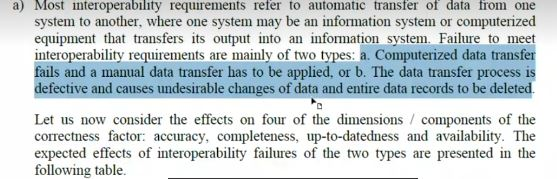 a) Most interoperability requirements refer to automatic transfer of data from one
system to another, where one system may be an information system or computerized
equipment that transfers its output into an information system. Failure to meet
interoperability requirements are mainly of two types: a. Computerized data transfer
fails and a manual data transfer has to be applied, or b. The data transfer process is
defective and causes undesirable changes of data and entire data records to be deleted.
Let us now consider the effects on four of the dimensions / components of the
correctness factor: accuracy, completeness, up-to-datedness and availability. The
expected effects of interoperability failures of the two types are presented in the
following table.